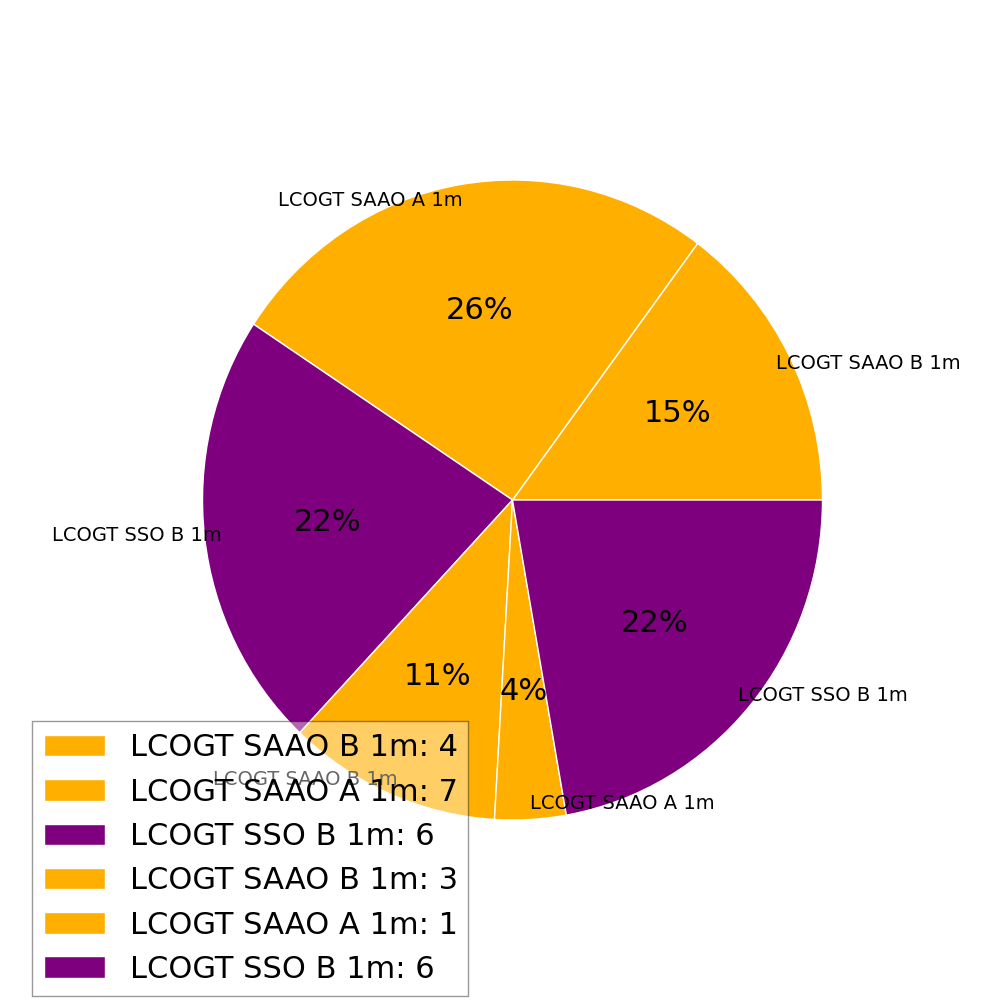 LCOGT SAAO A 1m
26%
LCOGT SAAO B 1m
15%
22%
LCOGT SSO B 1m
22%
11%
4%
LCOGT SSO B 1m
LCOGT SAAO B 1m
LCOGT SAAO A 1m
LCOGT SAAO B 1m: 4
LCOGT SAAO A 1m: 7
LCOGT SSO B 1m: 6
LCOGT SAAO B 1m: 3
LCOGT SAAO A 1m: 1
LCOGT SSO B 1m: 6